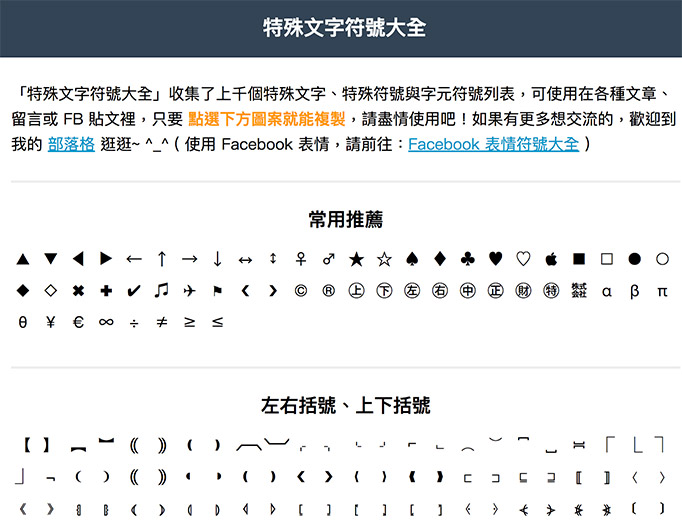 特殊文字符號大全
「特殊文字符號大全」收集了上千個特殊文字、特殊符號與字元符號列表，可使用在各種文章、
留言或 FB 貼文裡，只要 點選下方圖案就能複製，請盡情使用吧！如果有更多想交流的，歡迎到
我的 部落格 逛逛~ ^_^ ( 使用 Facebook 表情，請前往：Facebook 表情符號大全 )
常用推薦
▲ ▼ ◀ ▶ ← ↑ → ↓ ↔ ↕ ♀ ♂ ★ ☆ ♠ ♦ ♣ ♥ ♡  ■ □ ● ○
◆ ◇ ✖ ✚ ✔ ♫ ✈ ⚑ ❮ ❯ © ® ㊤ ㊦ ㊧ ㊨ ㊥ ㊣ ㊖ ㊕ ㍿ α β π
θ ¥ € ∞ ÷ ≠ ≥ ≤
左右括號、上下括號